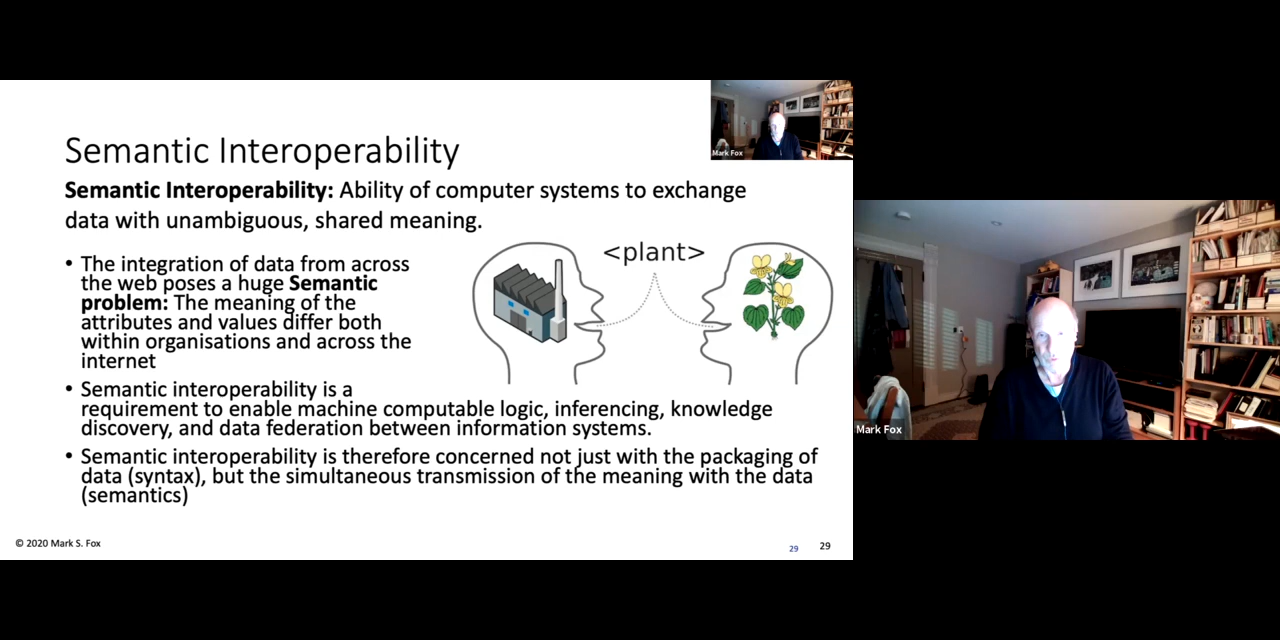 Mark Fox
Semantic Interoperability
Semantic Interoperability: Ability of computer systems to exchange
data with unambiguous, shared meaning.
• The integration of data from across
the web poses a huge Semantic
problem: The meaning of the
attributes and values differ both
within organisations and across the
internet
<plant>
• Semantic interoperability is a
requirement to enable machine computable logic, inferencing, knowledge
discovery, and data federation between information systems.
• Semantic interoperability is therefore concerned not just with the packaging of
data (syntax), but the simultaneous transmission of the meaning with the data
(semantics)
© 2020 Mark S. Fox
29
29
Mark Fox